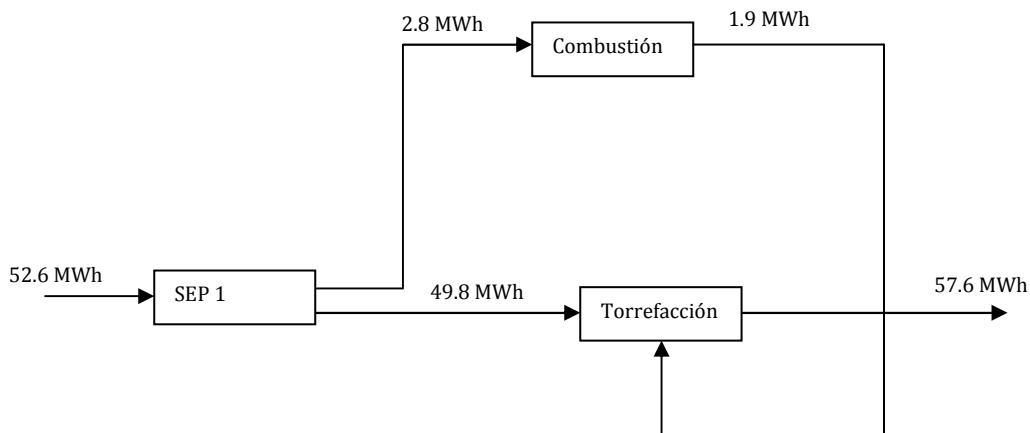 2.8 MWh
1.9 MWh
Combustión
52.6 MWh
SEP 1
49.8 MWh
Torrefacción
57.6 MWh